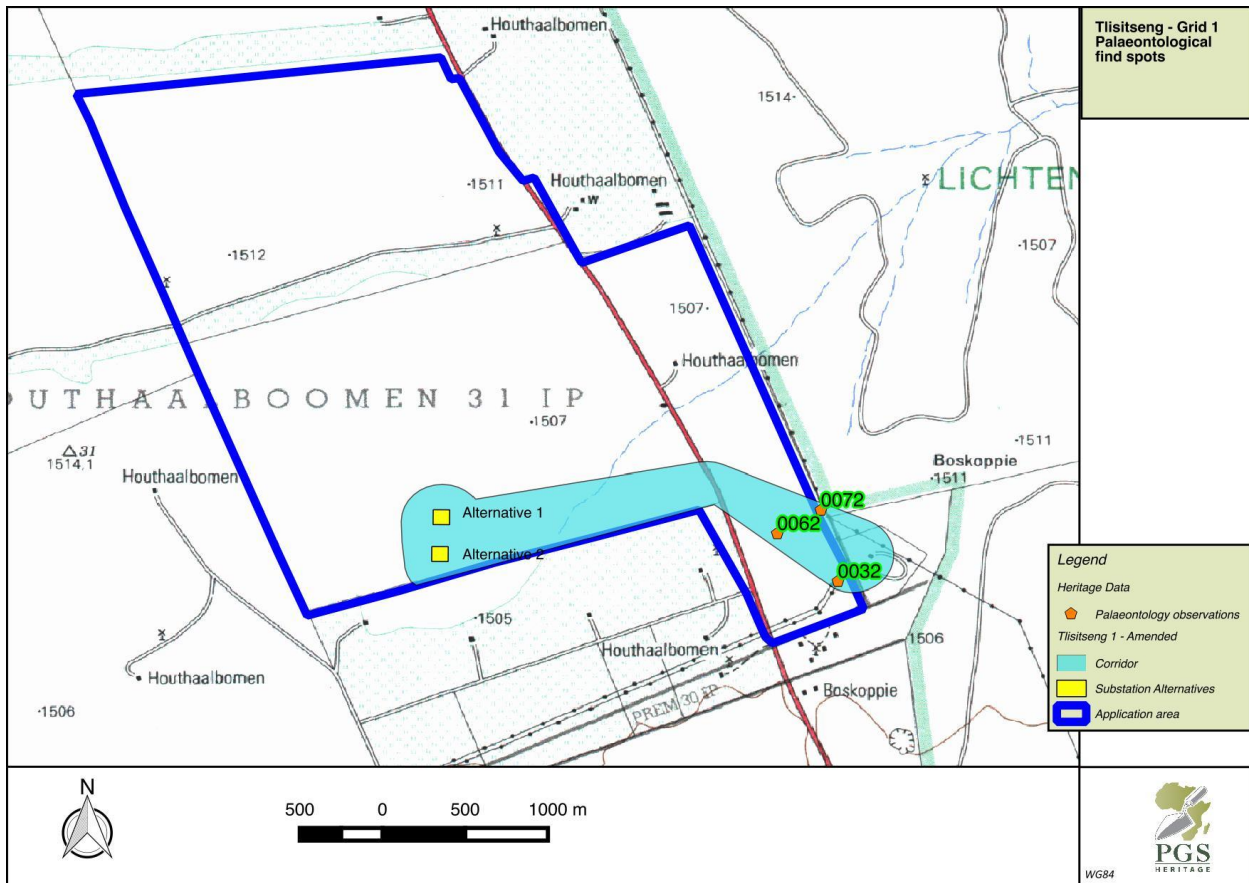 Tlisitseng - Grid 1
Palaeontological
find spots
Houthaalbomen
1514
1511
Houthaalbomen
W
LICHTEN
1512
1507
1507
Houthaalbomen
OUTHAALBOOMEN 31 IP
1507
31
1514,1
1511
Houthaalbomen
Boskoppie
1511
Alternative 1
0072
0062
Alternative 2
0032
1505
Houthaalbomen
1506
Houthaalbomen
PREM 30 IP
Boskoppie
1506
Legend
Heritage Data
Palaeontology observations
Tlisitseng 1 - Amended
Corridor
Substation Alternatives
Application area
N
500 0 500 1000 m
PGS
HERITAGE
WG84